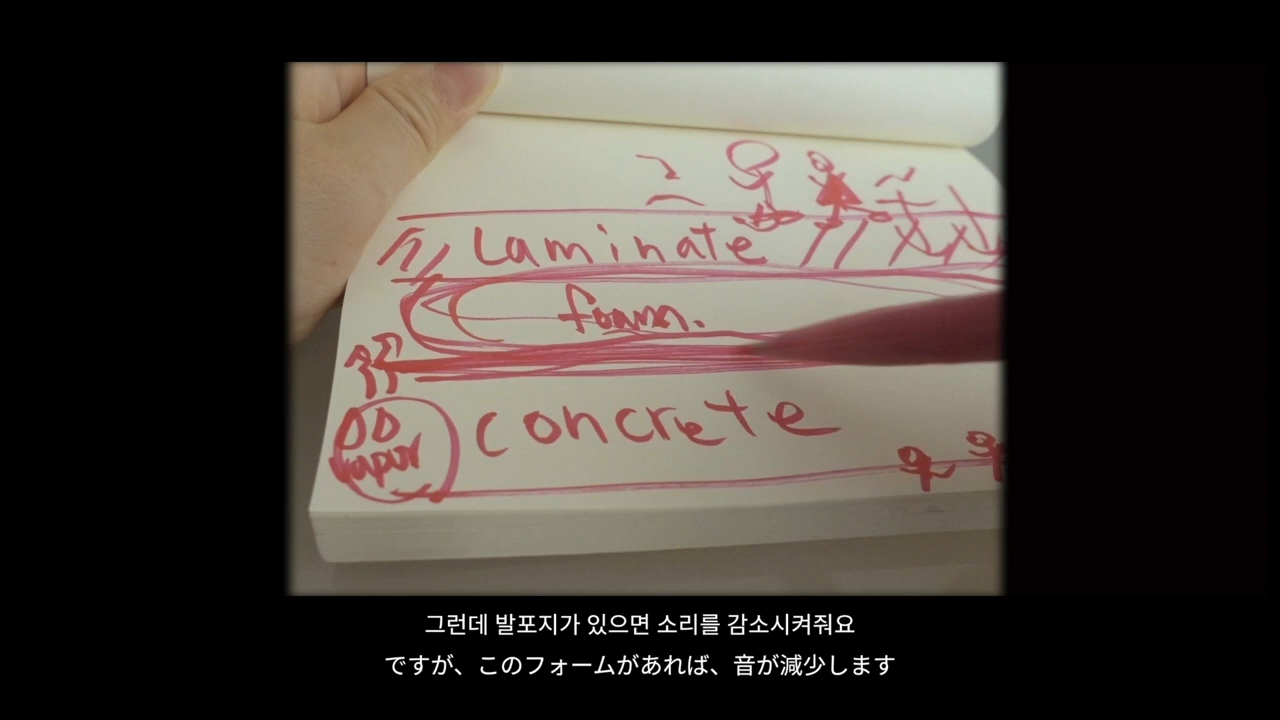 Laminate
foam.
concrete
vapor
그런데 발포지가 있으면 소리를 감소시켜줘요
ですが、このフォームがあれば、音が減少します